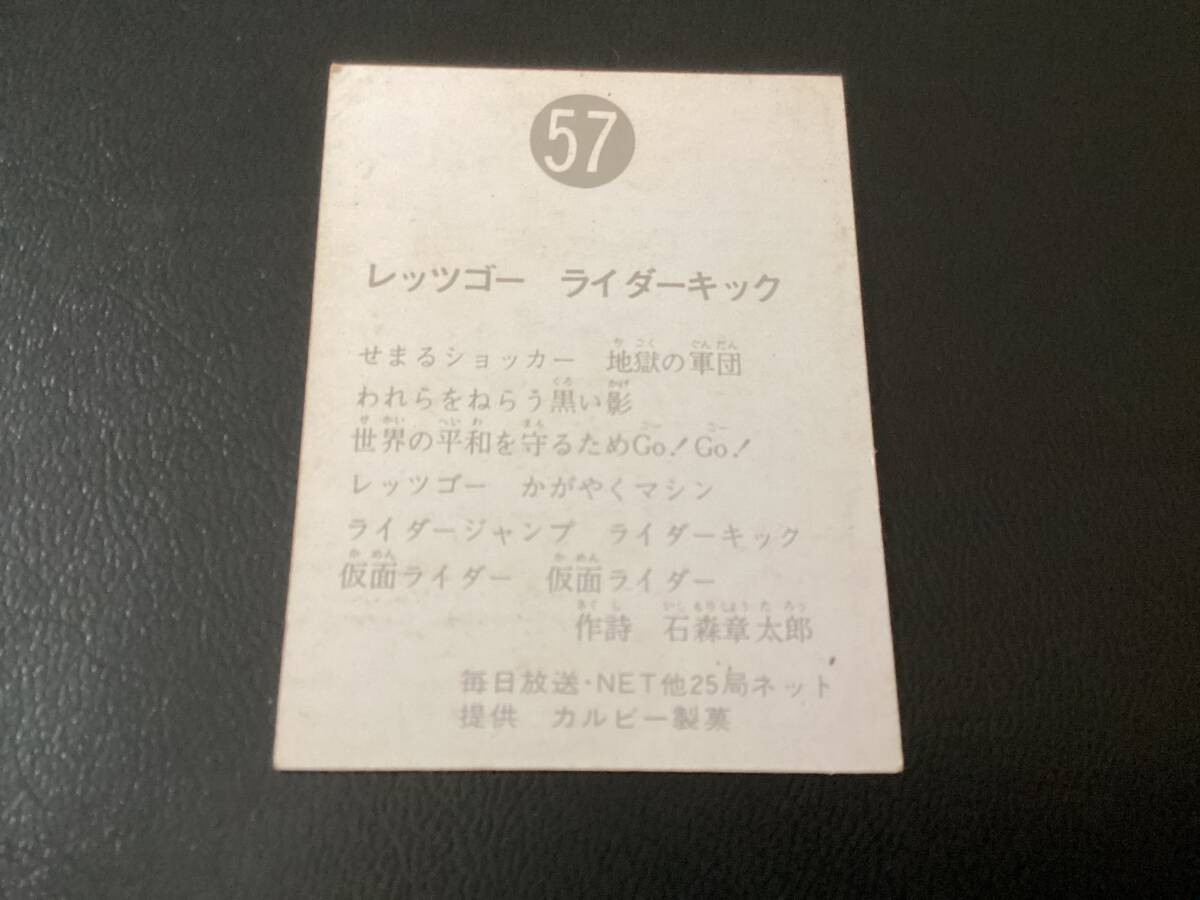 57
レッツゴー　ライダーキック
せまるショッカー　地獄の軍団
われらをねらう黒い影
世界の平和を守るためGo！Go！
レッツゴー　かがやくマシン
ライダージャンプ　ライダーキック
仮面ライダー　仮面ライダー
作詩　石森章太郎
毎日放送・NET他25局ネット
提供　カルビー製菓